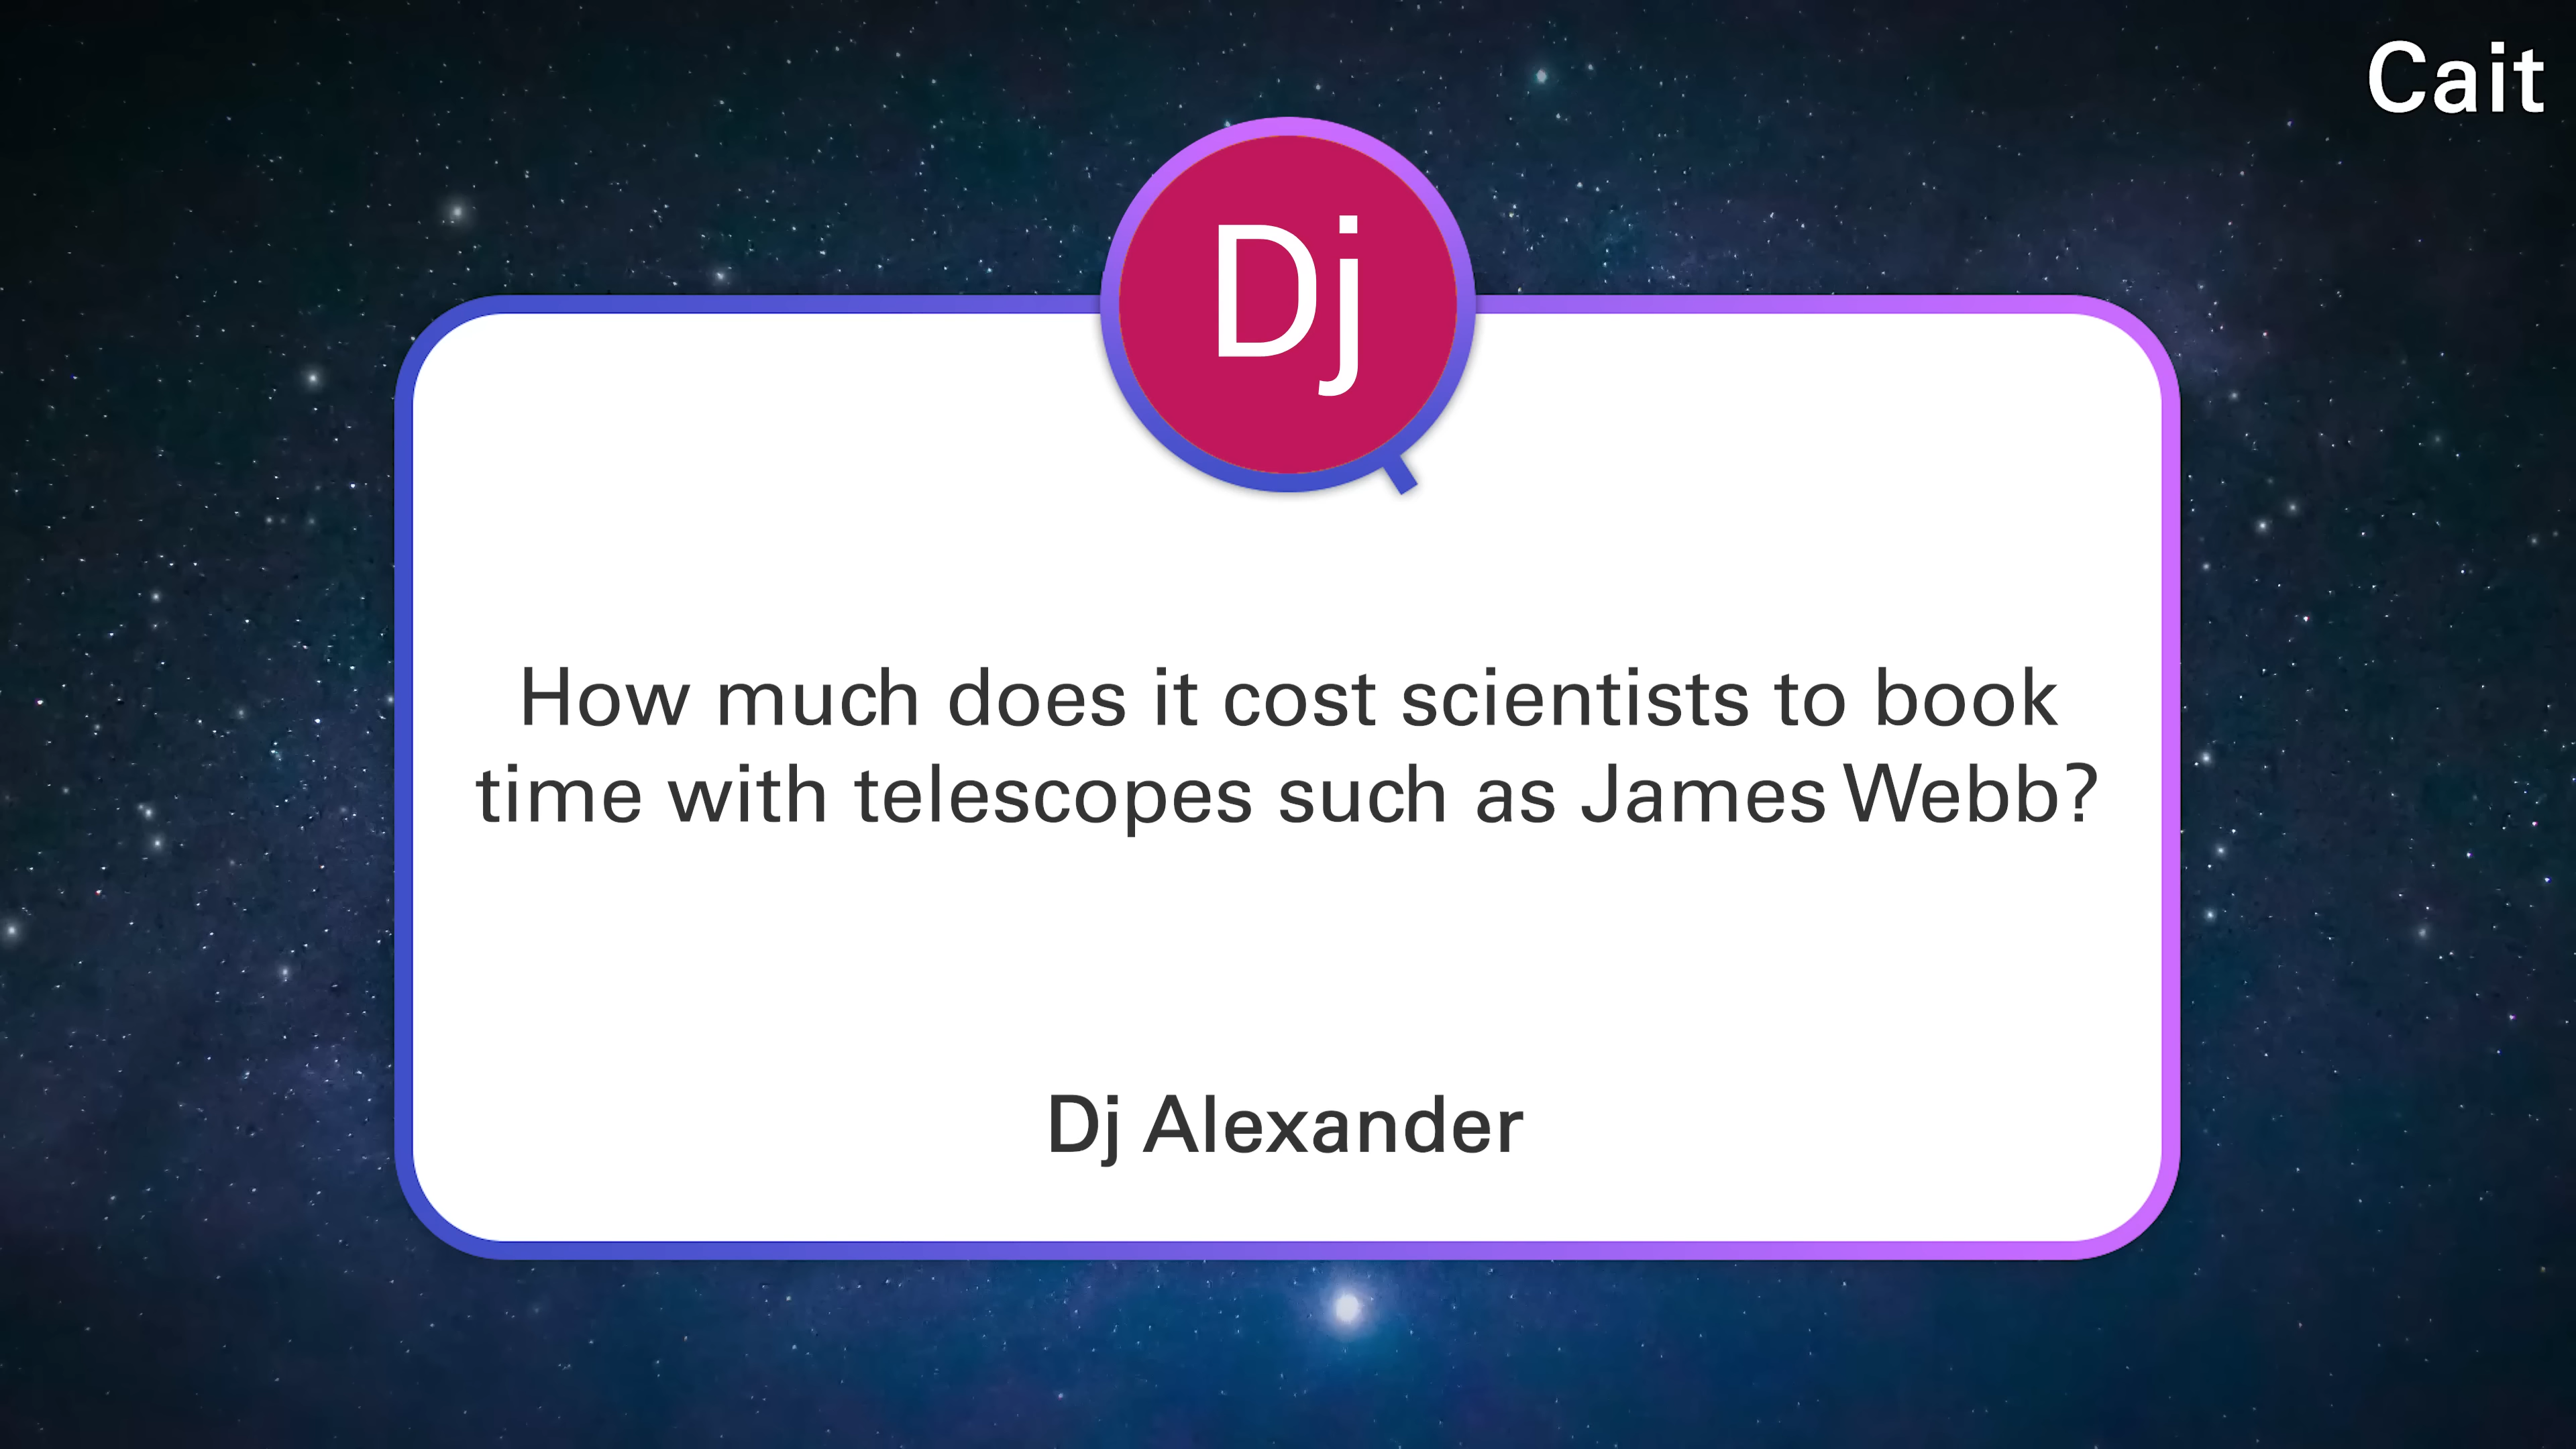 Cait
Dj
How much does it cost scientists to book
time with telescopes such as James Webb?
Dj Alexander